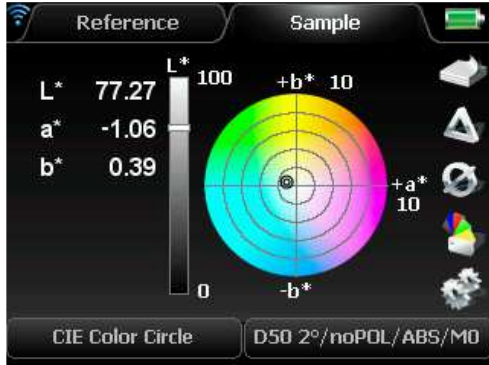 Reference
Sample
L* 77.27
a* -1.06
b* 0.39
L*
100
0
+b* 10
+a*
10
-b*
CIE Color Circle
D50 2°/noPOL/ABS/M0